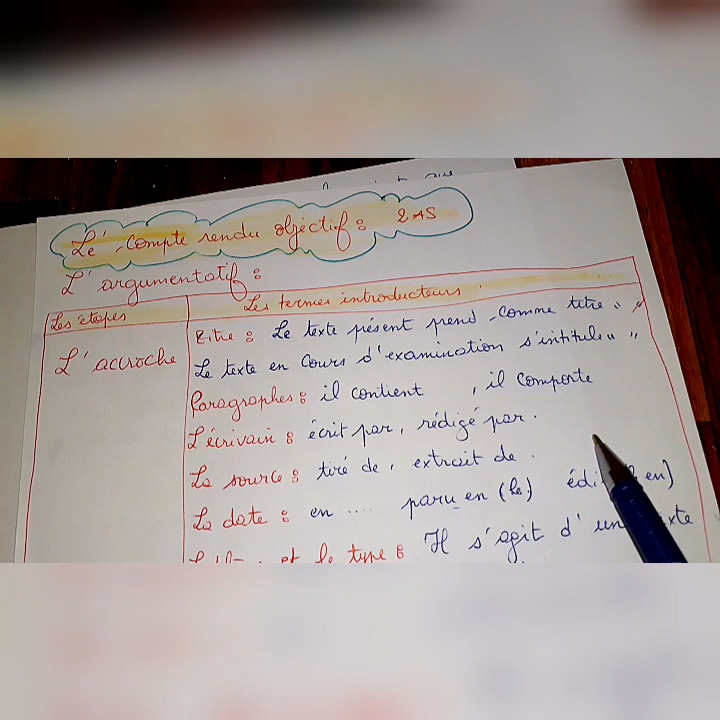 Le compte rendu objectif : 2AS
L'argumentatif :
Les étapes
Les termes introducteurs
L'accroche
Titre : Le texte présent prend comme titre " "
Le texte en cours d'examination s'intitule " "
Paragraphes : il contient , il comporte
L'écrivain : écrit par, rédigé par.
La source : tiré de, extrait de.
La date : en .... paru en (le.) en)
et le type : Il s'agit d'un